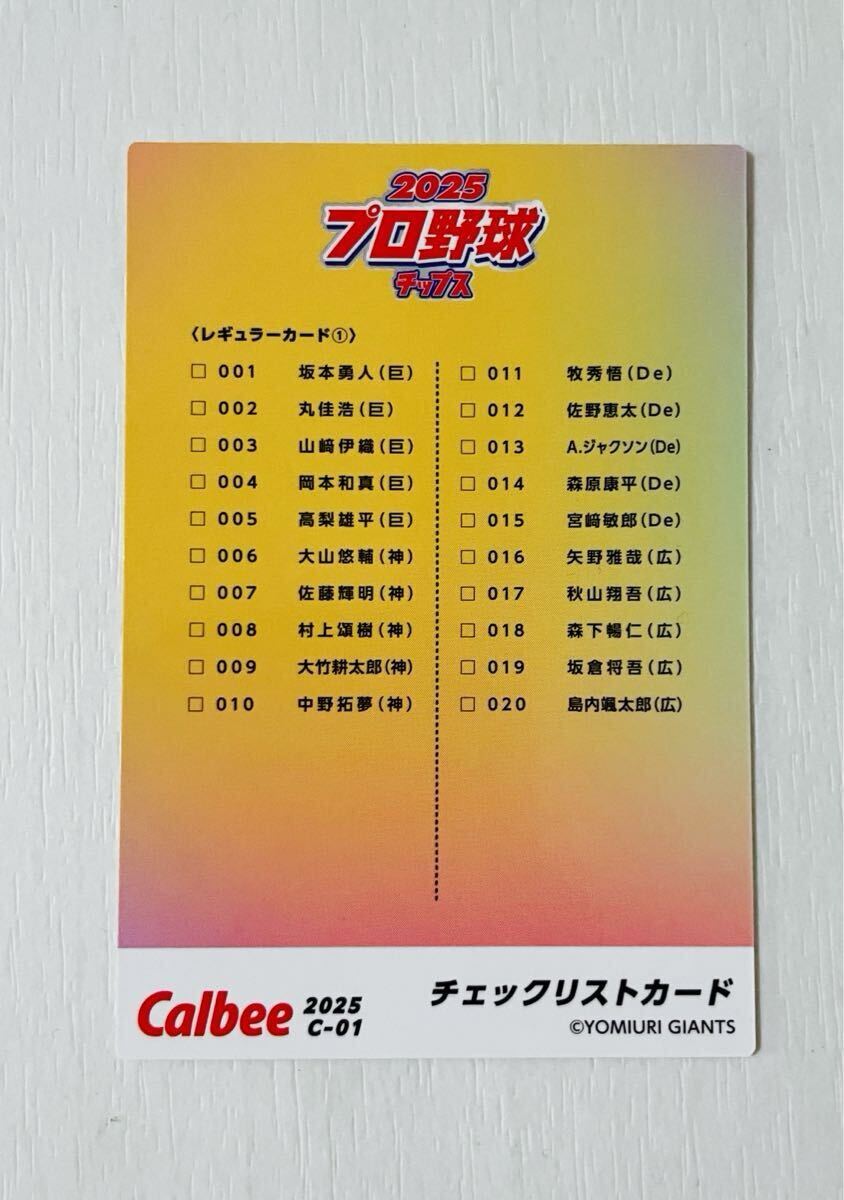 2025
プロ野球
チップス
〈レギュラーカード①〉
□ 001 坂本勇人(巨)
□ 002 丸佳浩(巨)
□ 003 山﨑伊織(巨)
□ 004 岡本和真(巨)
□ 005 高梨雄平(巨)
□ 006 大山悠輔(神)
□ 007 佐藤輝明(神)
□ 008 村上頌樹(神)
□ 009 大竹耕太郎(神)
□ 010 中野拓夢(神)
□ 011 牧秀悟(De)
□ 012 佐野恵太(De)
□ 013 A.ジャクソン(De)
□ 014 森原康平(De)
□ 015 宮﨑敏郎(De)
□ 016 矢野雅哉(広)
□ 017 秋山翔吾(広)
□ 018 森下暢仁(広)
□ 019 坂倉将吾(広)
□ 020 島内颯太郎(広)
Calbee 2025
C-01
チェックリストカード
©YOMIURI GIANTS